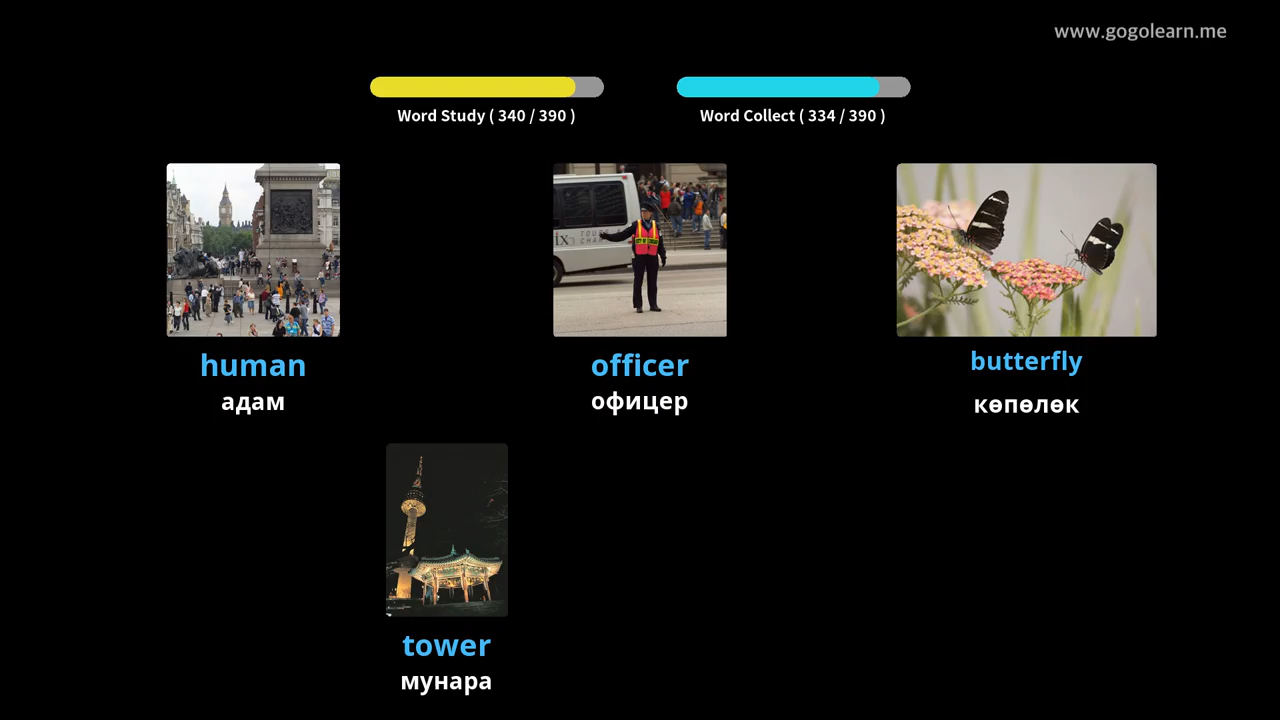 www.gogolearn.me
Word Study ( 340 / 390 )
Word Collect ( 334 / 390 )
human
адам
officer
офицер
butterfly
көпөлөк
tower
мунара